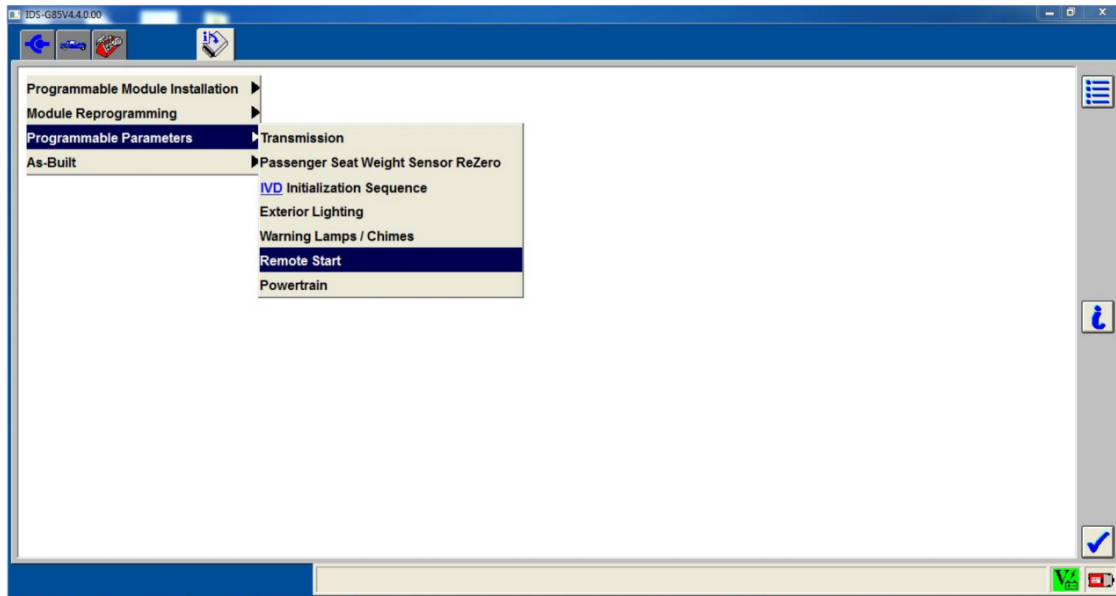 IDS-G85V4.4.0.00
Programmable Module Installation
Module Reprogramming
Programmable Parameters
As-Built
Transmission
Passenger Seat Weight Sensor ReZero
IVD Initialization Sequence
Exterior Lighting
Warning Lamps / Chimes
Remote Start
Powertrain